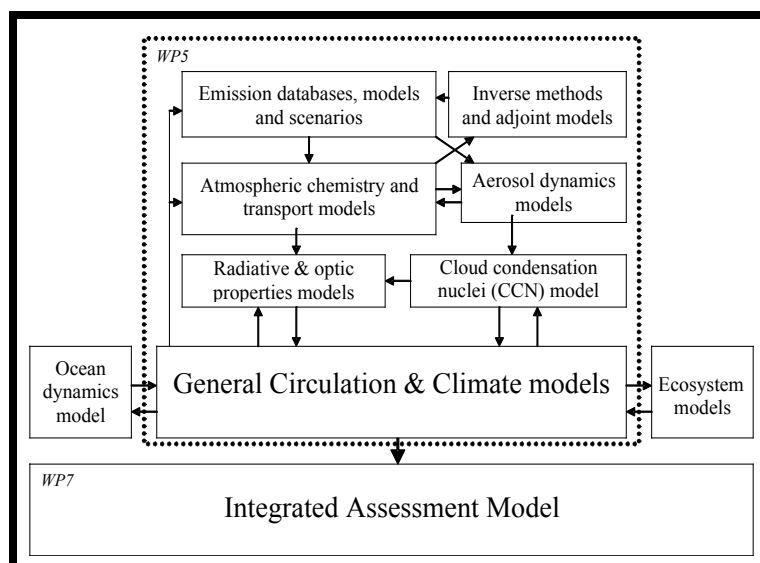 WP5
Emission databases, models
and scenarios
Inverse methods
and adjoint models
Atmospheric chemistry and
transport models
Aerosol dynamics
models
Radiative & optic
properties models
Cloud condensation
nuclei (CCN) model
Ocean
dynamics
model
General Circulation & Climate models
Ecosystem
models
WP7
Integrated Assessment Model